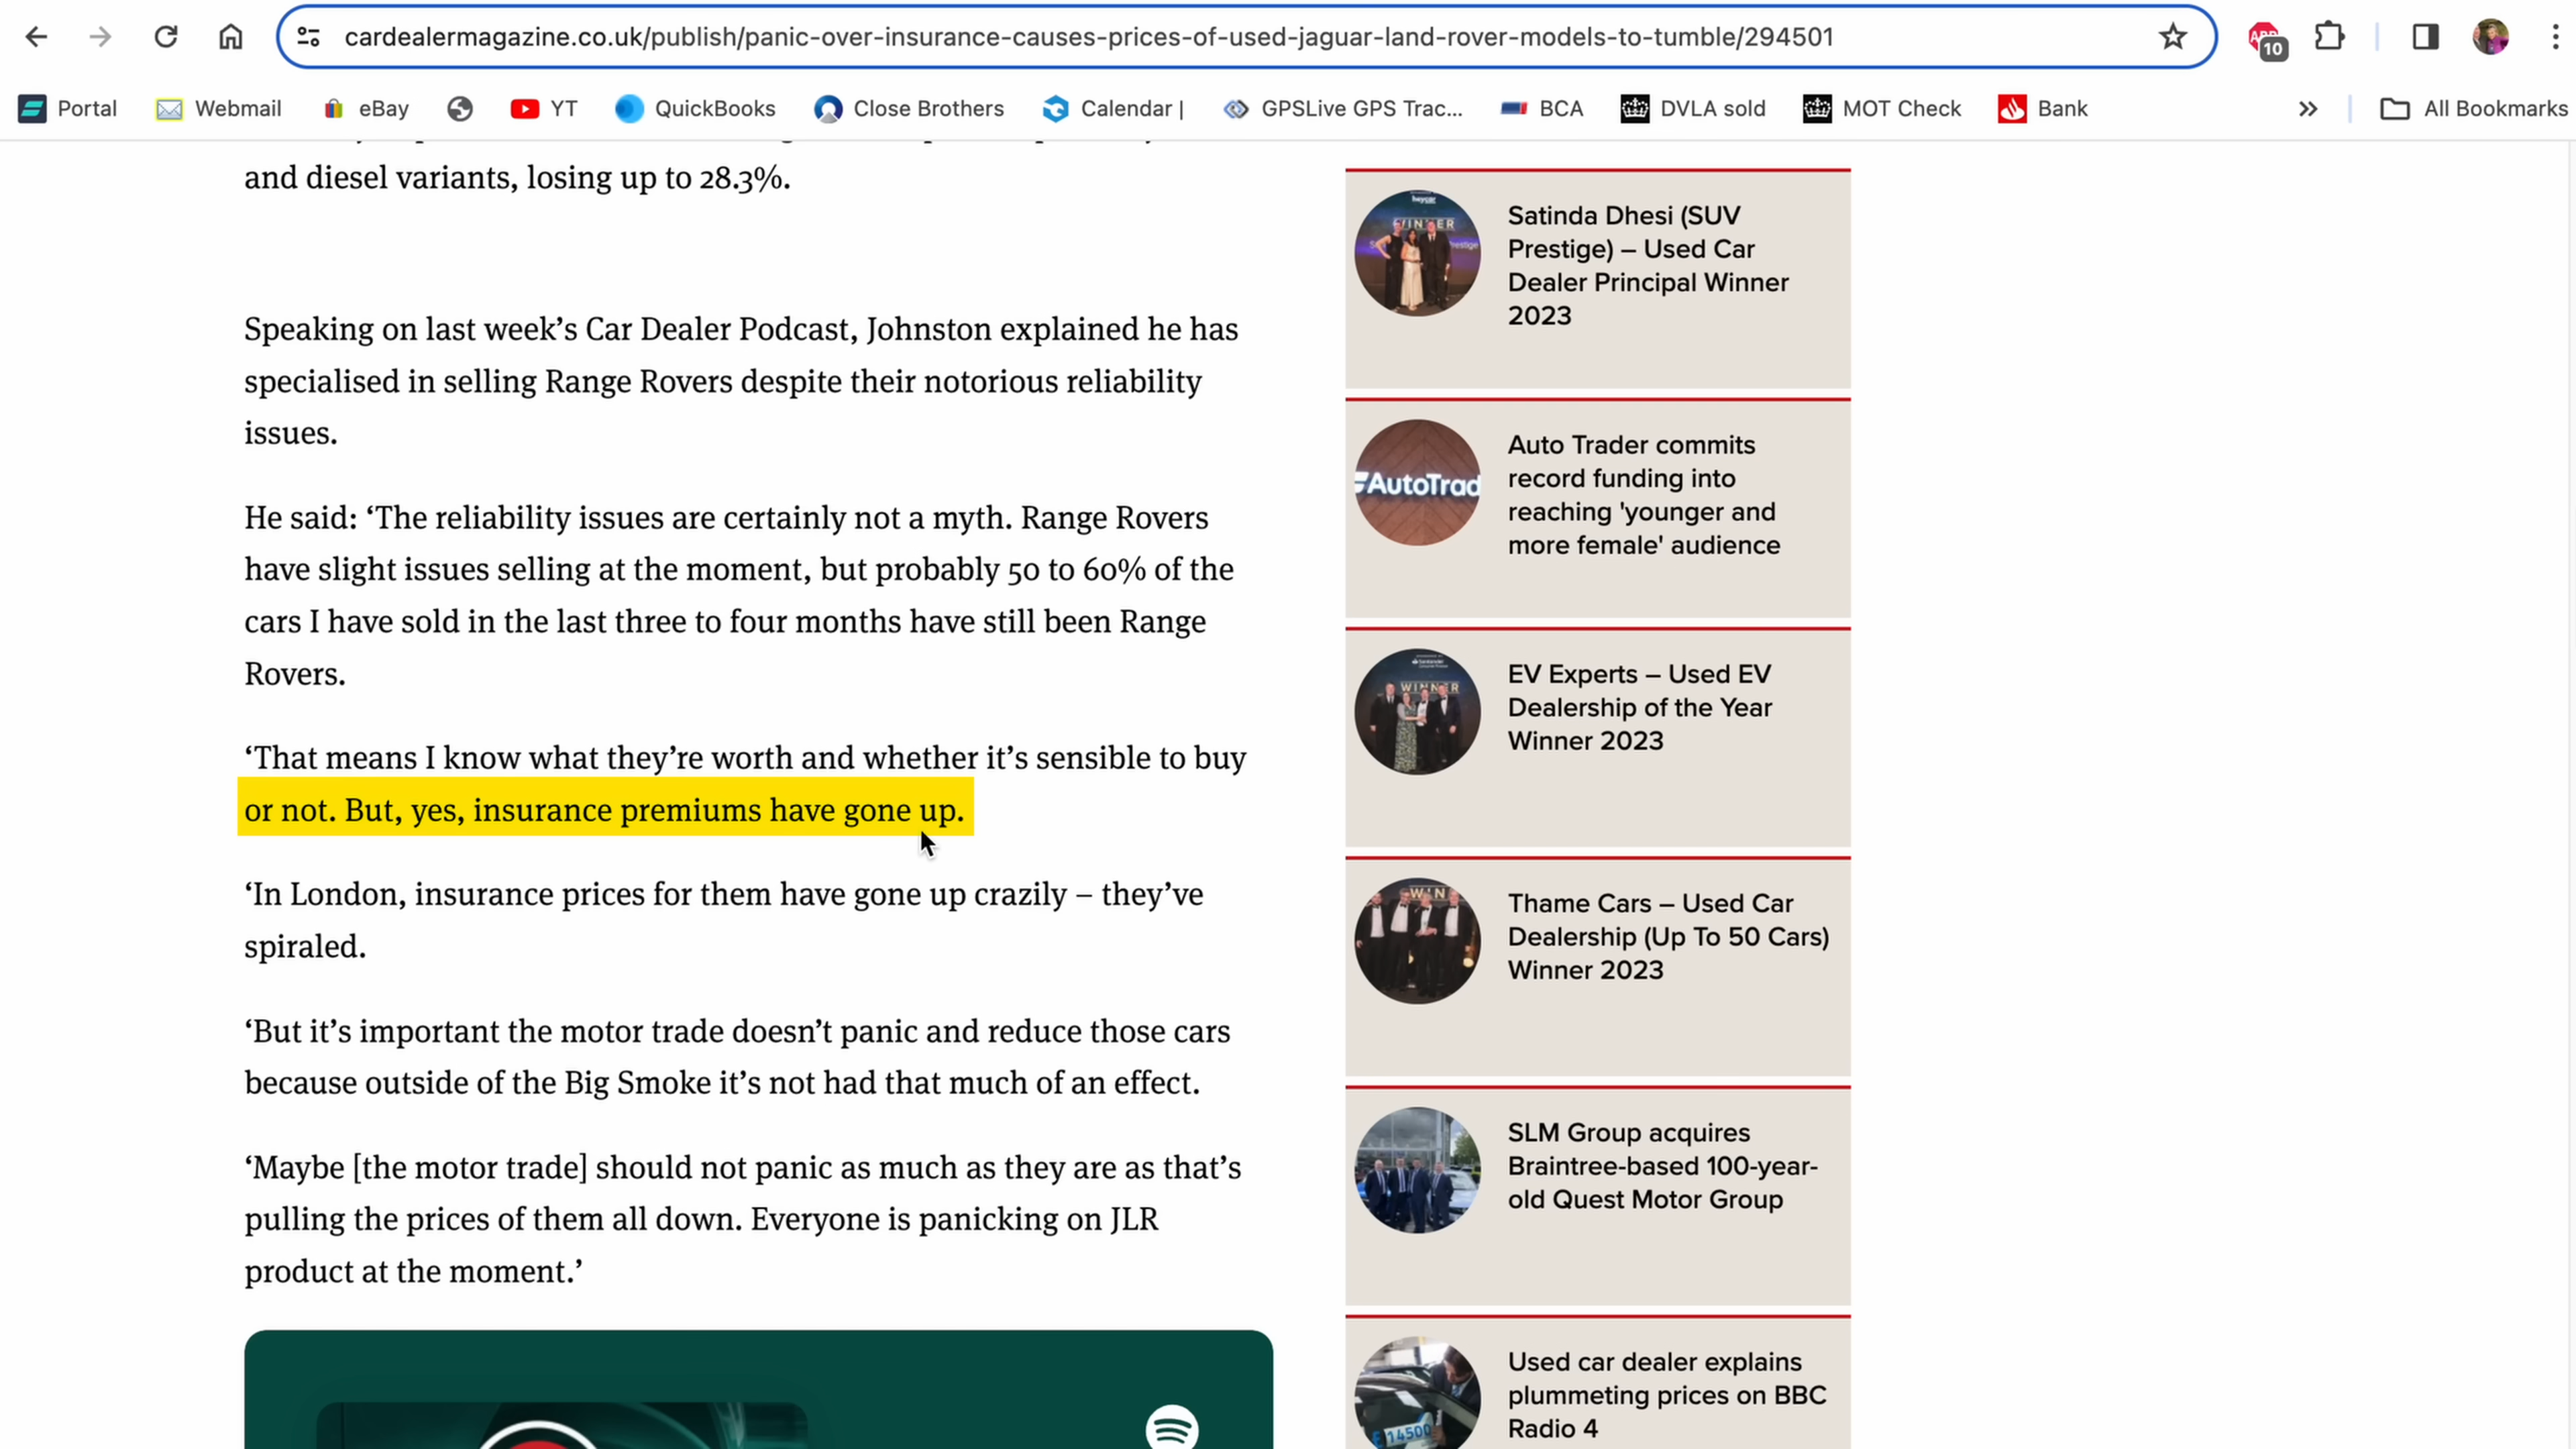 cardealermagazine.co.uk/publish/panic-over-insurance-causes-prices-of-used-jaguar-land-rover-models-to-tumble/294501
10
Portal
Webmail
eBay
YT
QuickBooks
Close Brothers
Calendar |
GPSLive GPS Trac...
BCA
DVLA sold
MOT Check
Bank
All Bookmarks
and diesel variants, losing up to 28.3%.
Speaking on last week’s Car Dealer Podcast, Johnston explained he has
specialised in selling Range Rovers despite their notorious reliability
issues.
He said: ‘The reliability issues are certainly not a myth. Range Rovers
have slight issues selling at the moment, but probably 50 to 60% of the
cars I have sold in the last three to four months have still been Range
Rovers.
‘That means I know what they’re worth and whether it’s sensible to buy
or not. But, yes, insurance premiums have gone up.
‘In London, insurance prices for them have gone up crazily – they’ve
spiraled.
‘But it’s important the motor trade doesn’t panic and reduce those cars
because outside of the Big Smoke it’s not had that much of an effect.
‘Maybe [the motor trade] should not panic as much as they are as that’s
pulling the prices of them all down. Everyone is panicking on JLR
product at the moment.’
Satinda Dhesi (SUV
Prestige) – Used Car
Dealer Principal Winner
2023
AutoTrad
Auto Trader commits
record funding into
reaching 'younger and
more female' audience
WINNER
EV Experts – Used EV
Dealership of the Year
Winner 2023
WIN
Thame Cars – Used Car
Dealership (Up To 50 Cars)
Winner 2023
SLM Group acquires
Braintree-based 100-year-
old Quest Motor Group
£14500
Used car dealer explains
plummeting prices on BBC
Radio 4